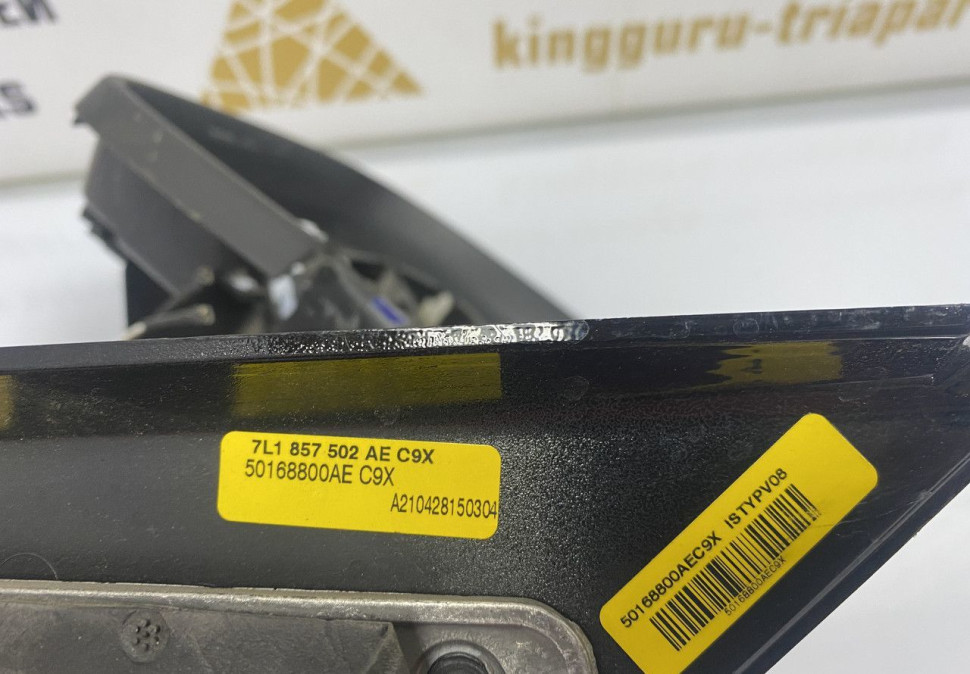 kingguru-triapar
7L1 857 502 AE C9X
50168800AE C9X
A210428150304
50168800AEC9X ISTYPV08
50168800AEC9X